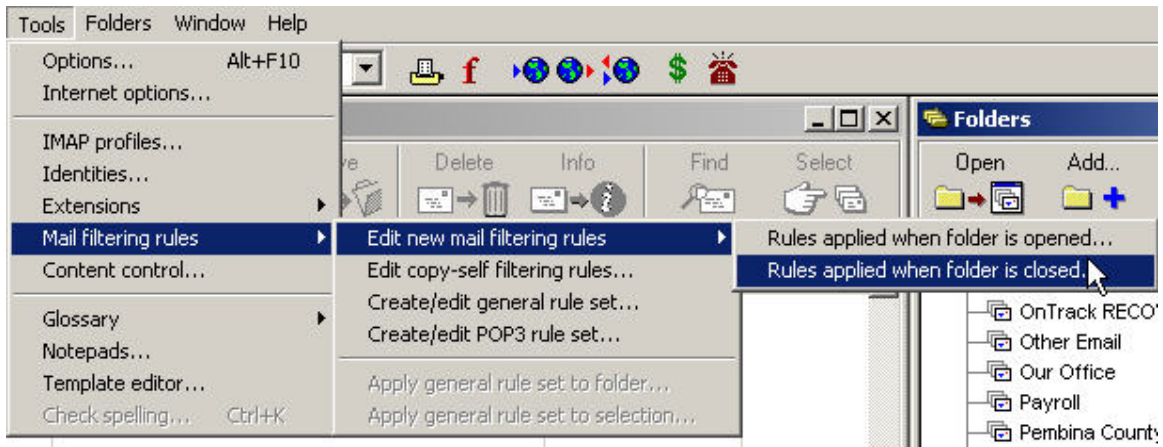 Tools Folders Window Help
Options... Alt+F10
Internet options...
IMAP profiles...
Identities...
Extensions
Mail filtering rules
Content control...
Glossary
Notepads...
Template editor...
Check spelling... Ctrl+K
Edit new mail filtering rules
Edit copy-self filtering rules...
Create/edit general rule set...
Create/edit POP3 rule set...
Apply general rule set to folder...
Apply general rule set to selection...
Rules applied when folder is opened...
Rules applied when folder is closed.
Delete Info Find Select
Folders
Open Add...
OnTrack RECO
Other Email
Our Office
Payroll
Pembina County